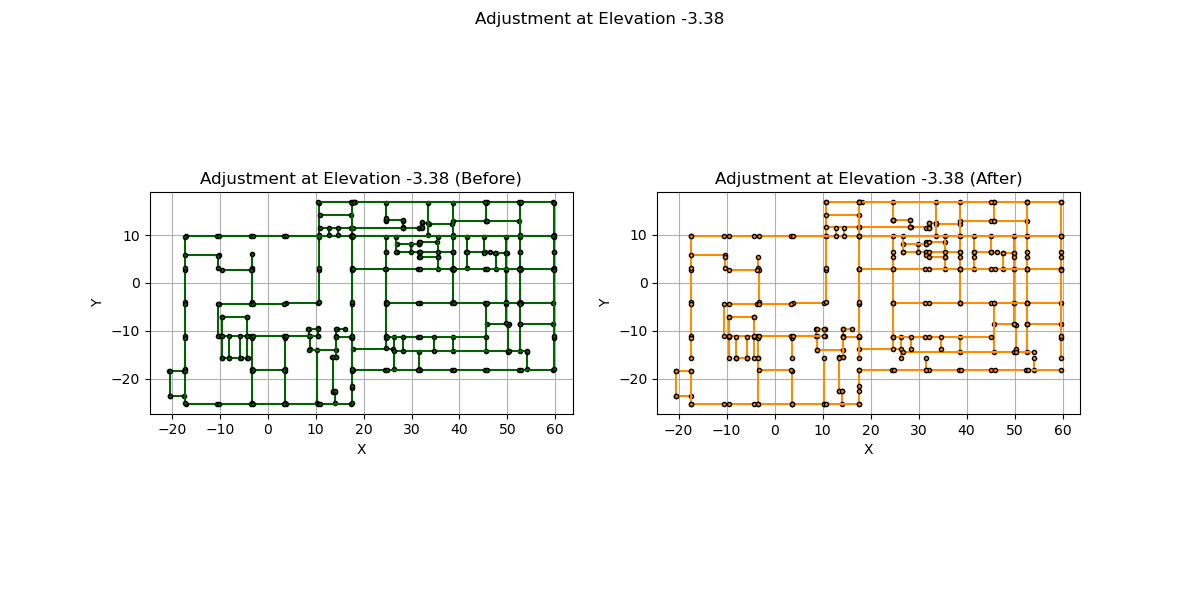 Adjustment at Elevation -3.38
Adjustment at Elevation -3.38 (Before)
Adjustment at Elevation -3.38 (After)
10
0
−10
−20
Y
−20 −10 0 10 20 30 40 50 60
X
10
0
−10
−20
Y
−20 −10 0 10 20 30 40 50 60
X